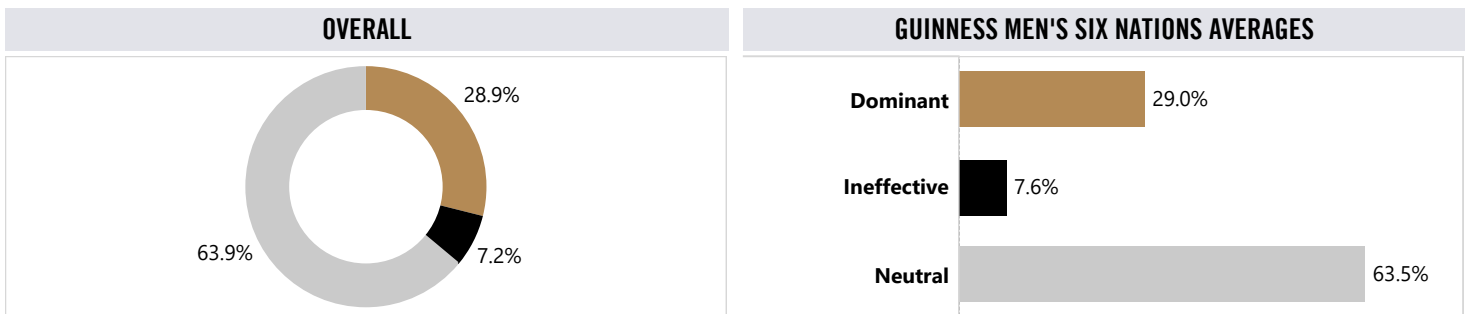 OVERALL
28.9%
7.2%
63.9%
GUINNESS MEN'S SIX NATIONS AVERAGES
Dominant 29.0%
Ineffective 7.6%
Neutral 63.5%